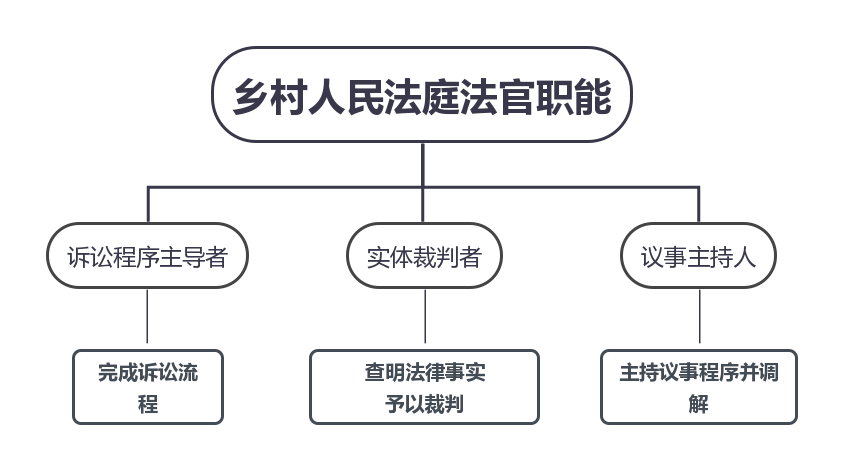 乡村人民法庭法官职能
诉讼程序主导者
实体裁判者
议事主持人
完成诉讼流
程
查明法律事实
予以裁判
主持议事程序并调
解